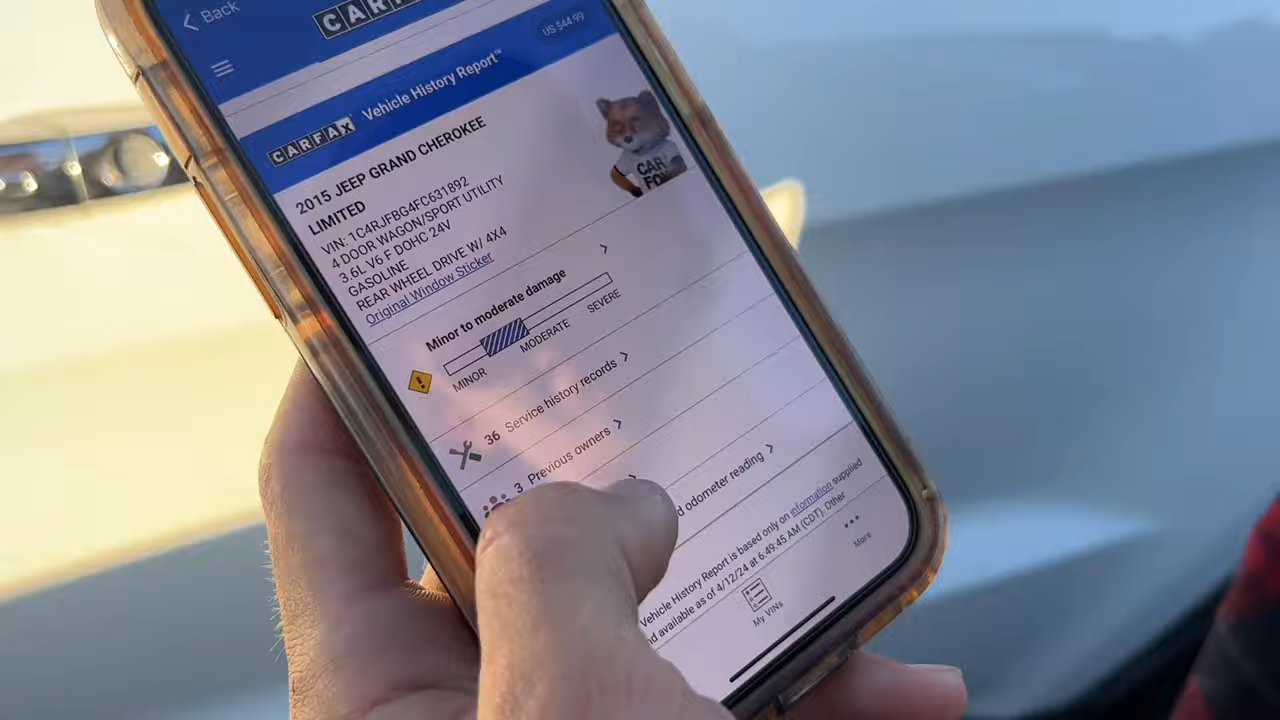 Back
US $44.99
CARFAX Vehicle History Report™
2015 JEEP GRAND CHEROKEE
LIMITED
VIN: 1C4RJFBG4FC631892
4 DOOR WAGON/SPORT UTILITY
3.6L V6 F DOHC 24V
GASOLINE
REAR WHEEL DRIVE W/ 4X4
Original Window Sticker
CAR
FOX
Minor to moderate damage
MINOR MODERATE SEVERE
36 Service history records
3 Previous owners
odometer reading
Vehicle History Report is based only on information supplied
available as of 4/12/24 at 6:49:45 AM (CDT). Other
My VINs
More